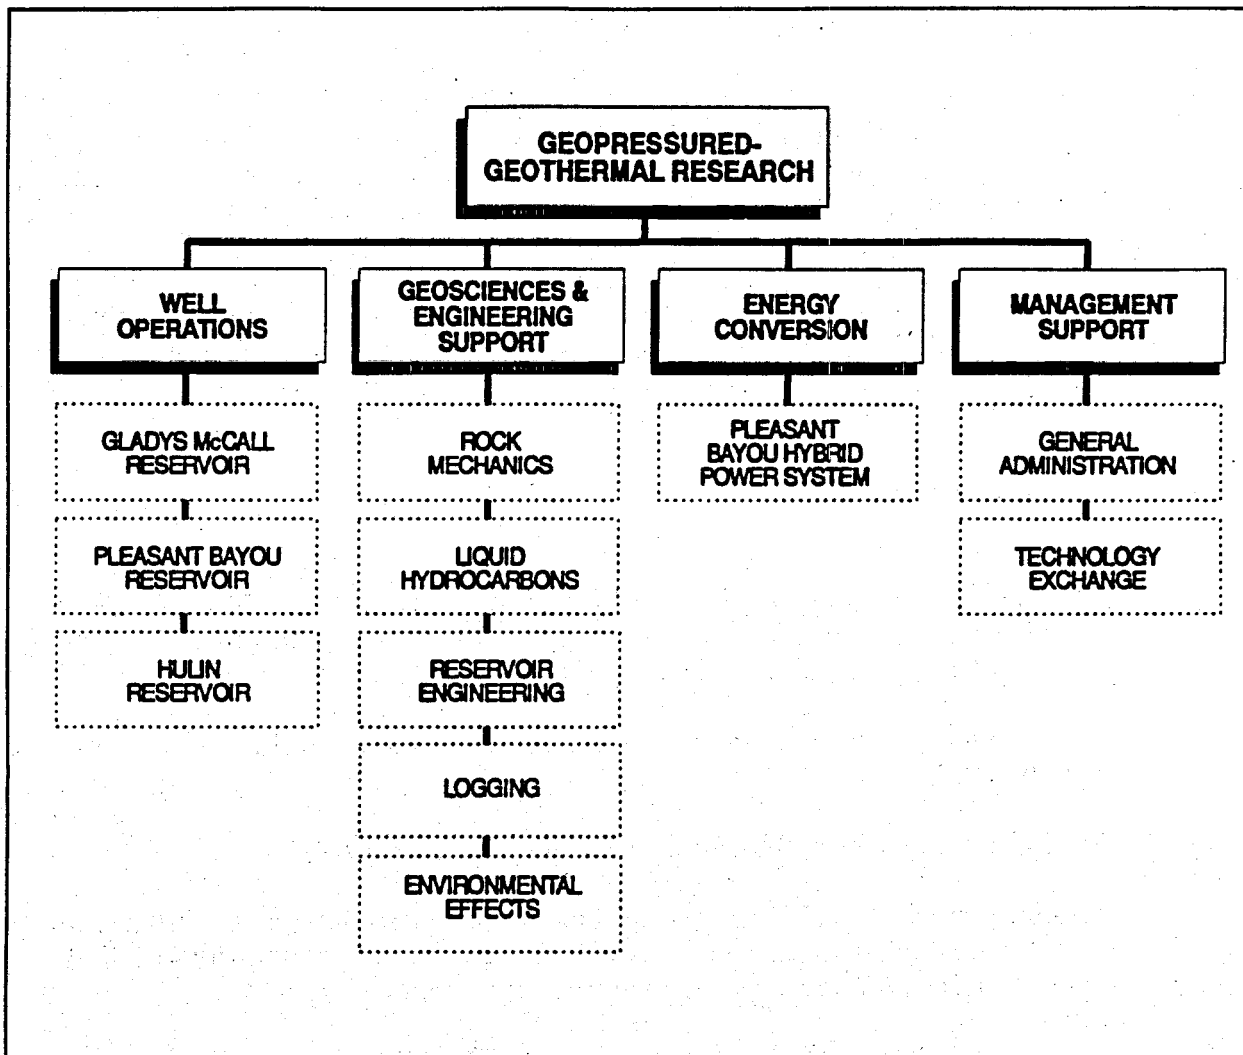 GEOPRESSURED-
GEOTHERMAL RESEARCH
WELL
OPERATIONS
GEOSCIENCES &
ENGINEERING
SUPPORT
ENERGY
CONVERSION
MANAGEMENT
SUPPORT
GLADYS McCALL
RESERVOIR
PLEASANT BAYOU
RESERVOIR
HULIN
RESERVOIR
ROCK
MECHANICS
LIQUID
HYDROCARBONS
RESERVOIR
ENGINEERING
LOGGING
ENVIRONMENTAL
EFFECTS
PLEASANT
BAYOU HYBRID
POWER SYSTEM
GENERAL
ADMINISTRATION
TECHNOLOGY
EXCHANGE